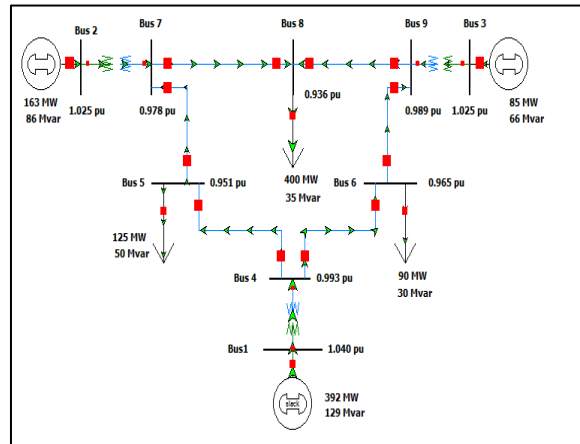 Bus 2
Bus 7
Bus 8
Bus 9
Bus 3
163 MW
86 Mvar
1.025 pu
0.978 pu
0.936 pu
0.989 pu
1.025 pu
85 MW
66 Mvar
Bus 5
0.951 pu
400 MW
35 Mvar
Bus 6
0.965 pu
125 MW
50 Mvar
Bus 4
0.993 pu
90 MW
30 Mvar
Bus1
1.040 pu
slack
392 MW
129 Mvar